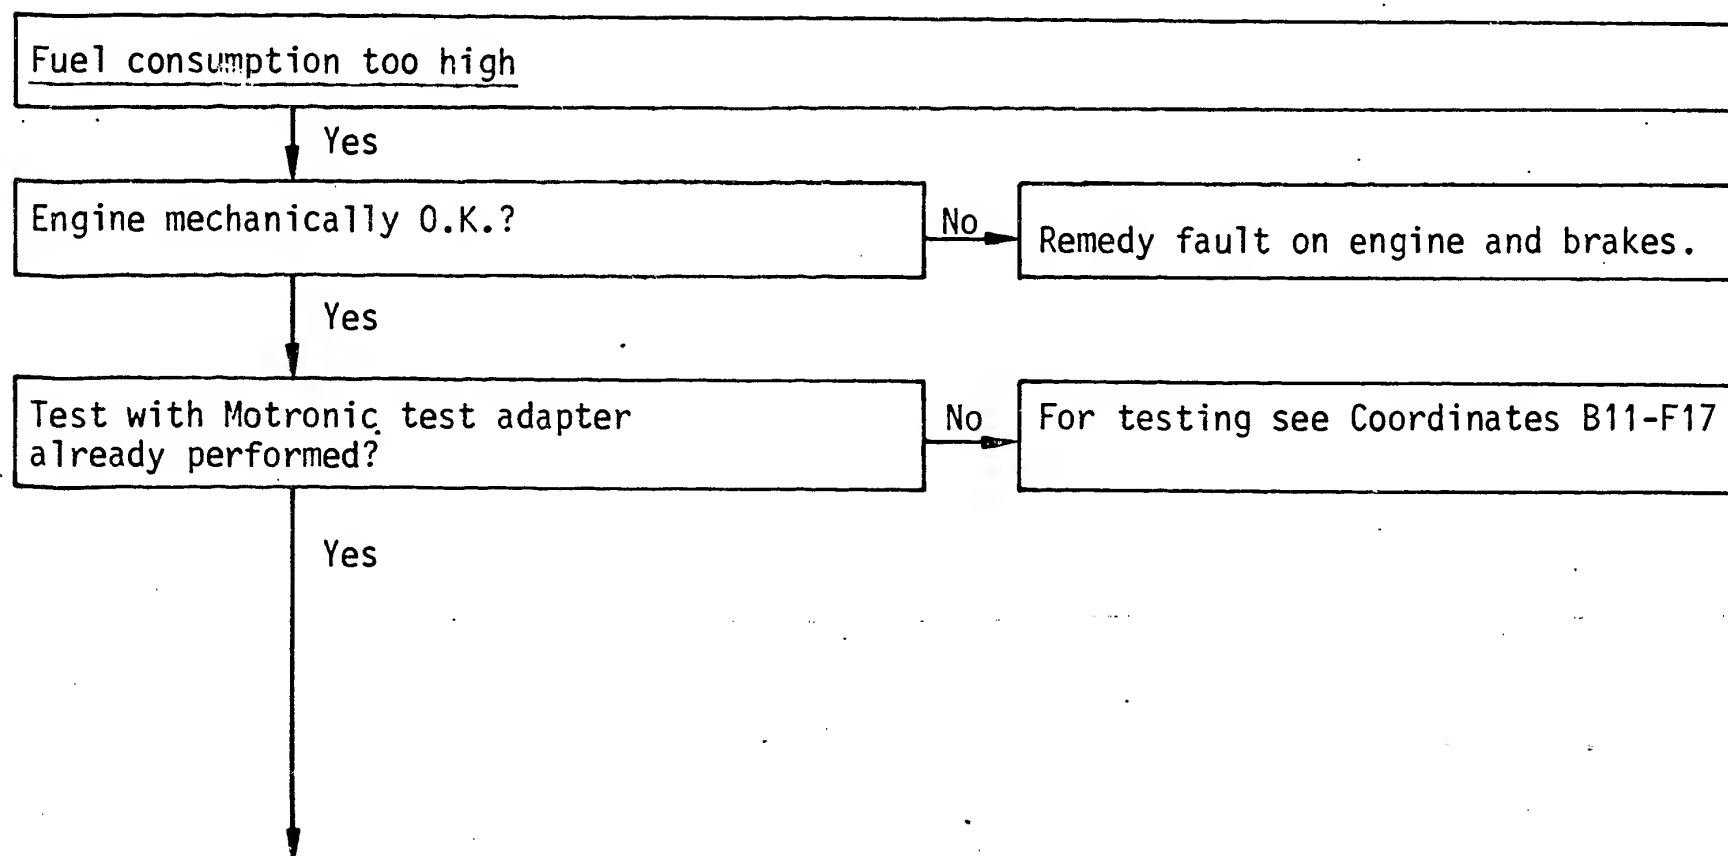 Fuel consumption too high
Yes
Engine mechanically O.K.?
No
Remedy fault on engine and brakes.
Yes
Test with Motronic test adapter
already performed?
No
For testing see Coordinates B11-F17
Yes